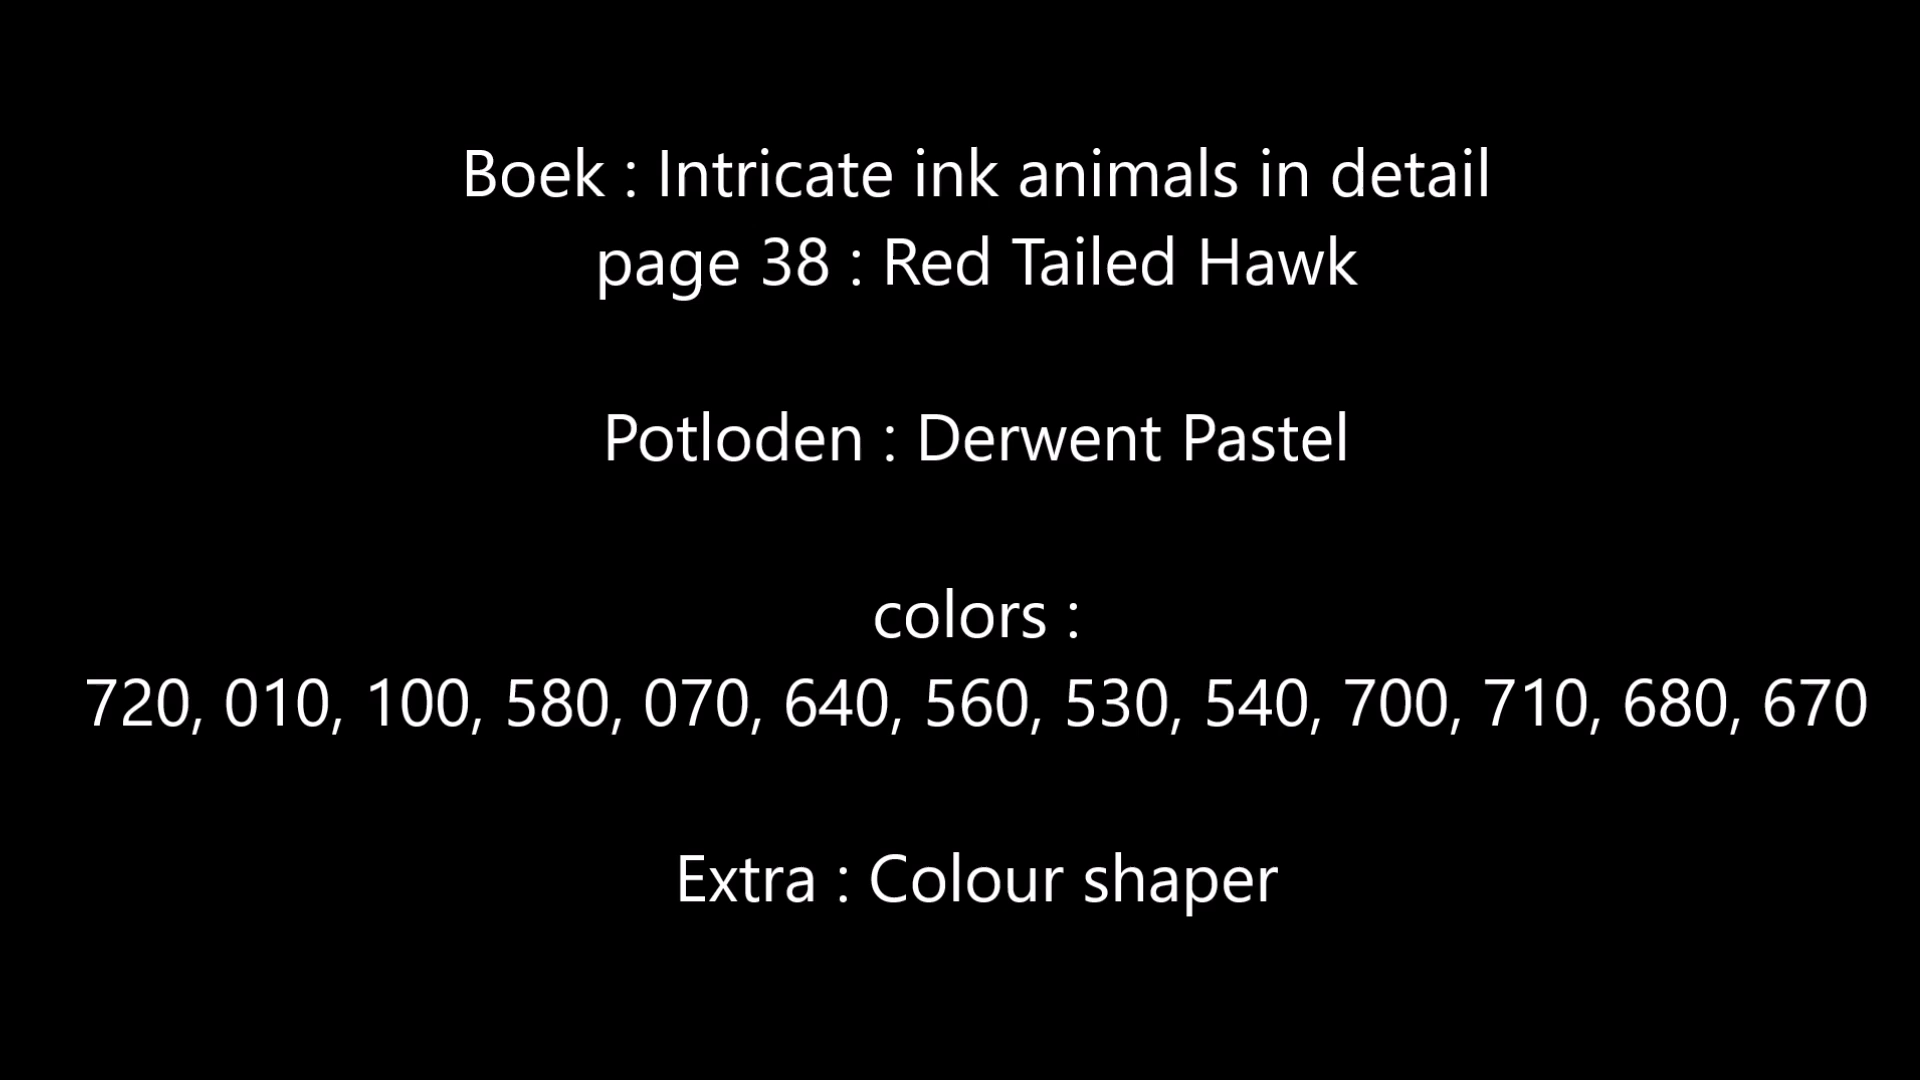 Boek : Intricate ink animals in detail
page 38 : Red Tailed Hawk
Potloden : Derwent Pastel
colors :
720, 010, 100, 580, 070, 640, 560, 530, 540, 700, 710, 680, 670
Extra : Colour shaper